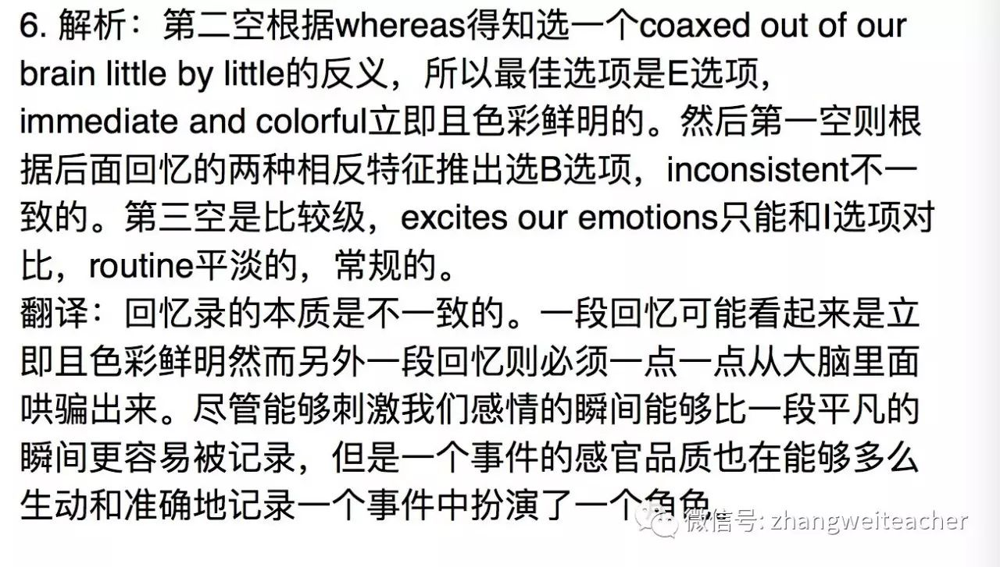 6. 解析：第二空根据whereas得知选一个coaxed out of our
brain little by little的反义，所以最佳选项是E选项，
immediate and colorful立即且色彩鲜明的。然后第一空则根
据后面回忆的两种相反特征推出选B选项，inconsistent不一
致的。第三空是比较级，excites our emotions只能和I选项对
比，routine平淡的，常规的。
翻译：回忆录的本质是不一致的。一段回忆可能看起来是立
即且色彩鲜明然而另外一段回忆则必须一点一点从大脑里面
哄骗出来。尽管能够刺激我们感情的瞬间能够比一段平凡的
瞬间更容易被记录，但是一个事件的感官品质也在能够多么
生动和准确地记录一个事件中扮演了一个角色。
微信号: zhangweiteacher